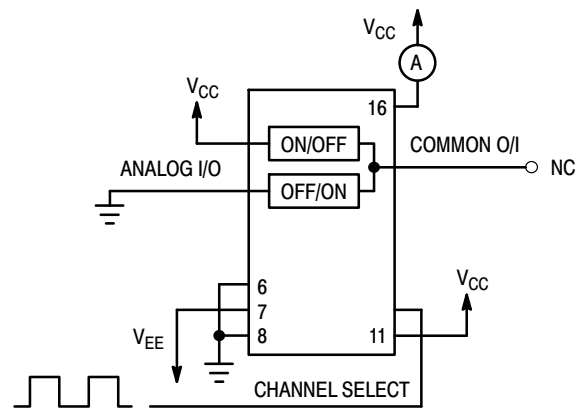 VCC
A
16
VCC
ON/OFF
COMMON O/I
NC
ANALOG I/O
OFF/ON
6
VCC
7
VEE
8
11
CHANNEL SELECT